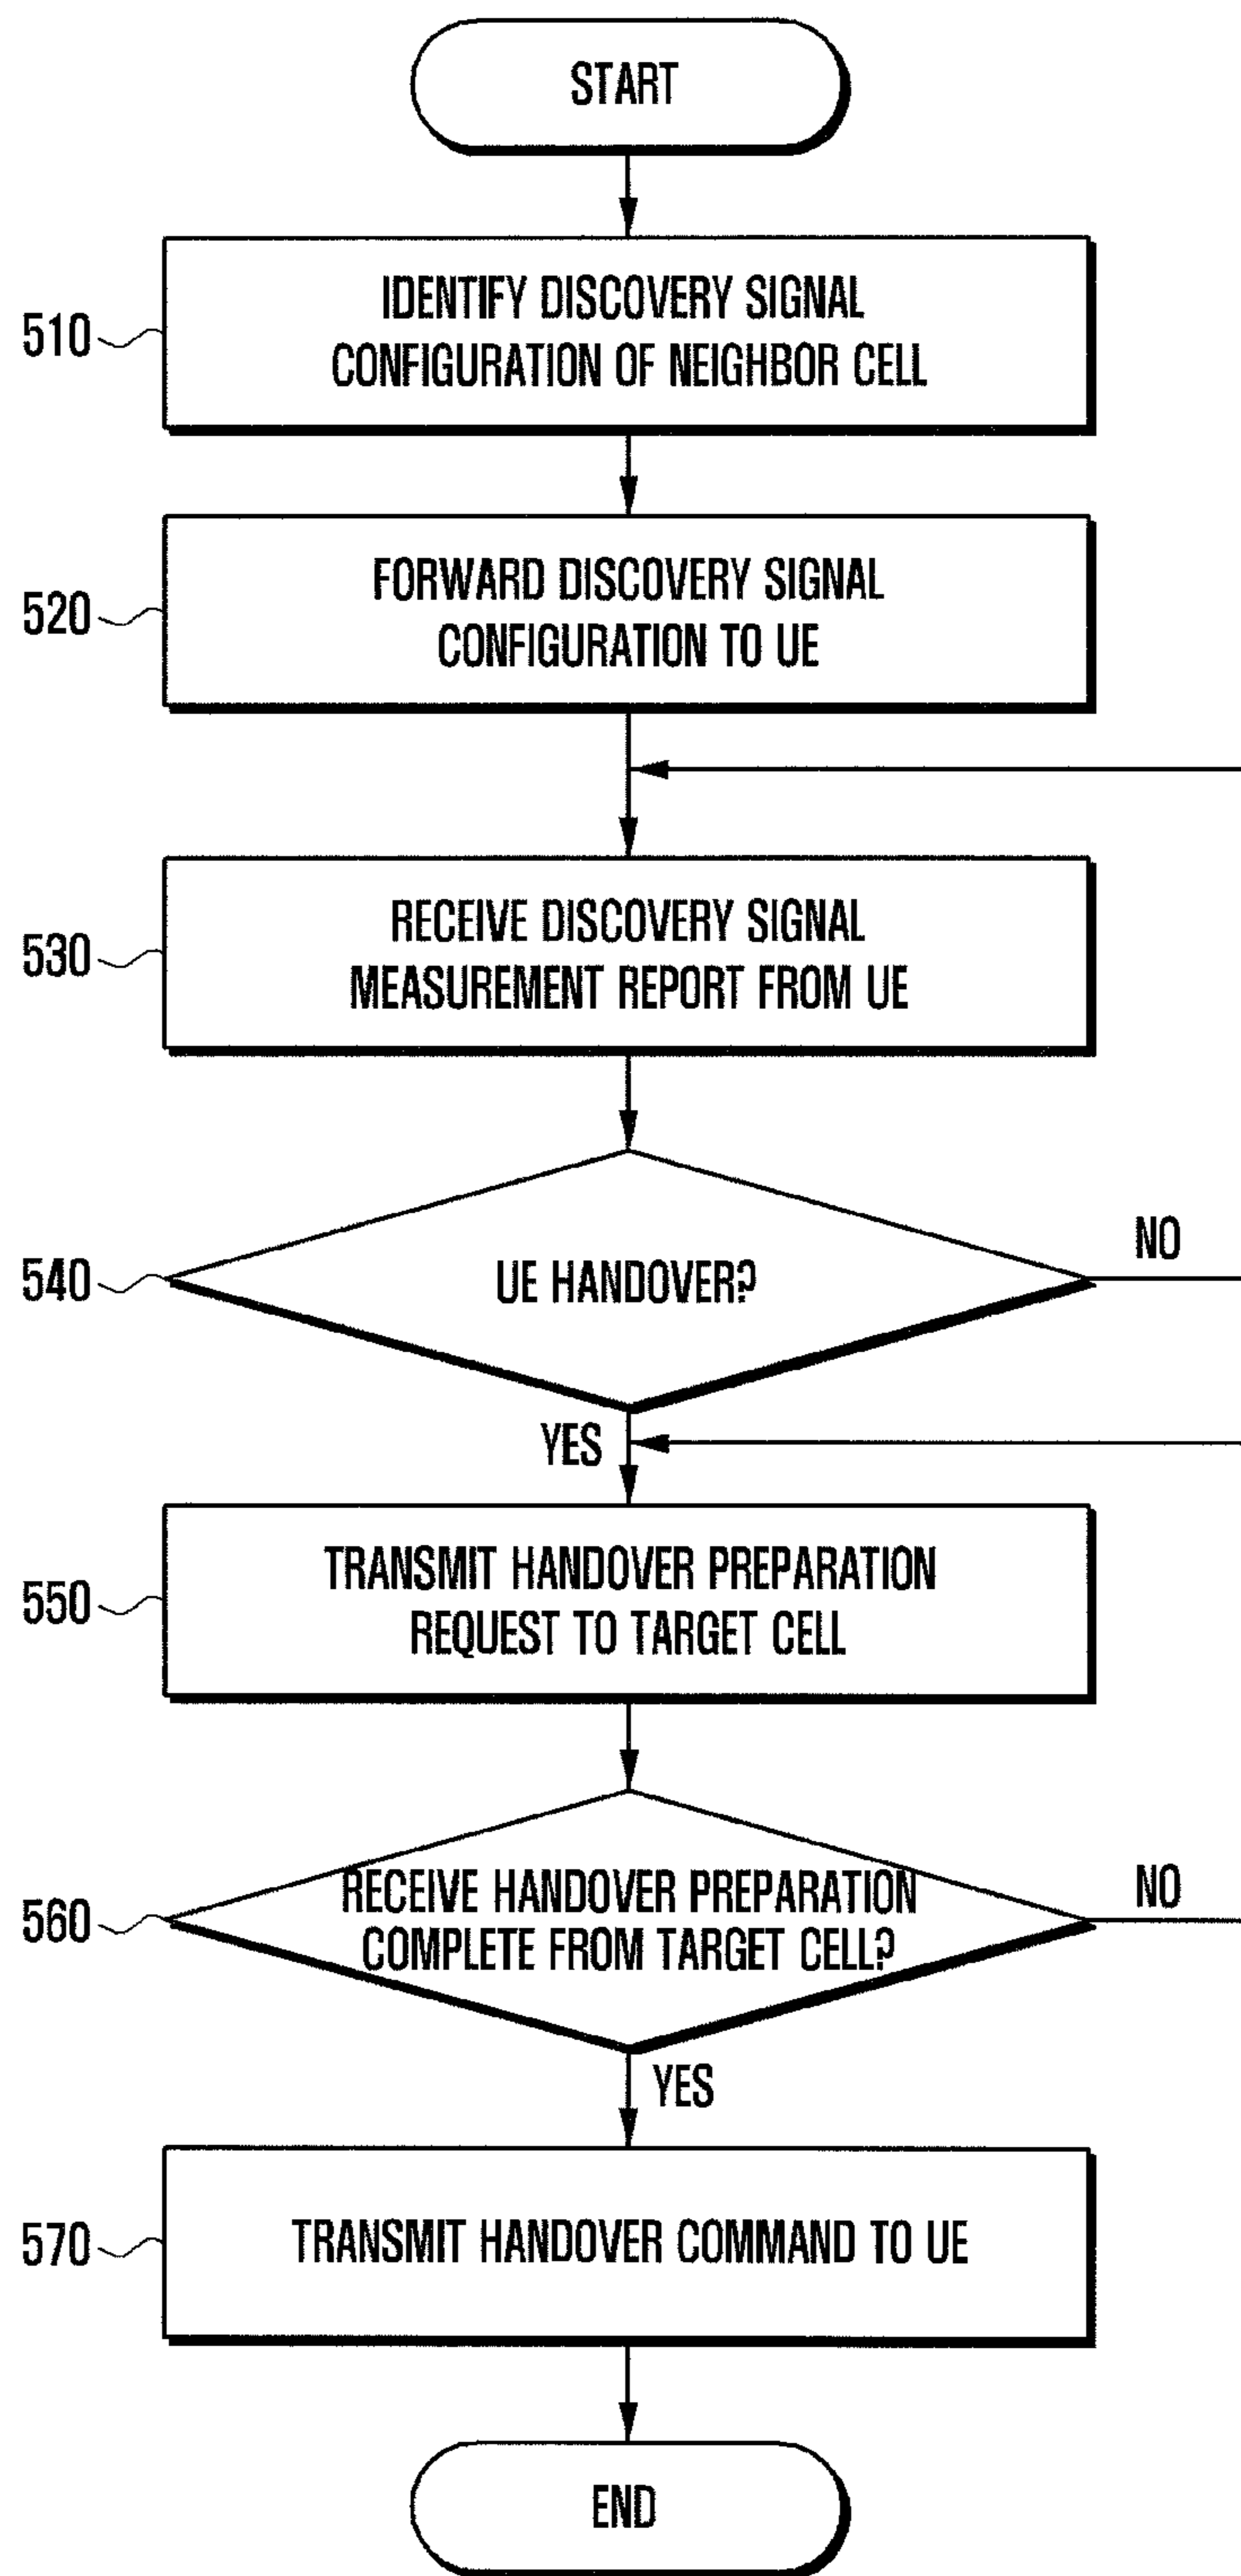 START
510
IDENTIFY DISCOVERY SIGNAL
CONFIGURATION OF NEIGHBOR CELL
520
FORWARD DISCOVERY SIGNAL
CONFIGURATION TO UE
530
RECEIVE DISCOVERY SIGNAL
MEASUREMENT REPORT FROM UE
540
UE HANDOVER?
NO
YES
550
TRANSMIT HANDOVER PREPARATION
REQUEST TO TARGET CELL
560
RECEIVE HANDOVER PREPARATION
COMPLETE FROM TARGET CELL?
NO
YES
570
TRANSMIT HANDOVER COMMAND TO UE
END